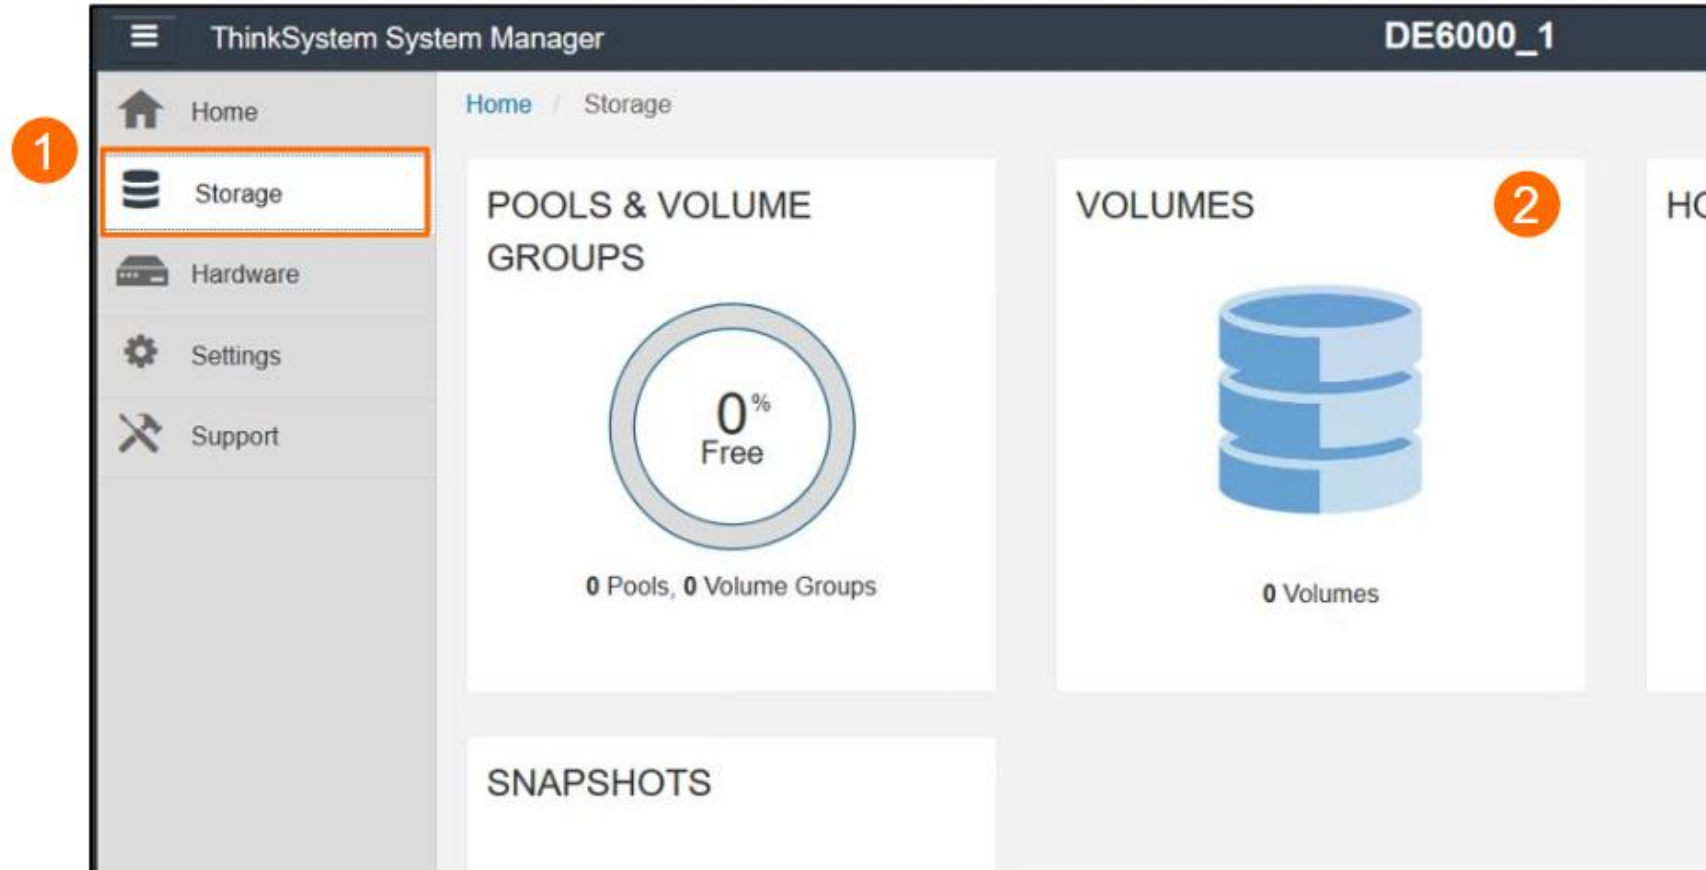 ThinkSystem System Manager
DE6000_1
1
Home
Storage
Hardware
Settings
Support
Home / Storage
POOLS & VOLUME
GROUPS
0%
Free
0 Pools, 0 Volume Groups
VOLUMES
2
0 Volumes
HO
SNAPSHOTS